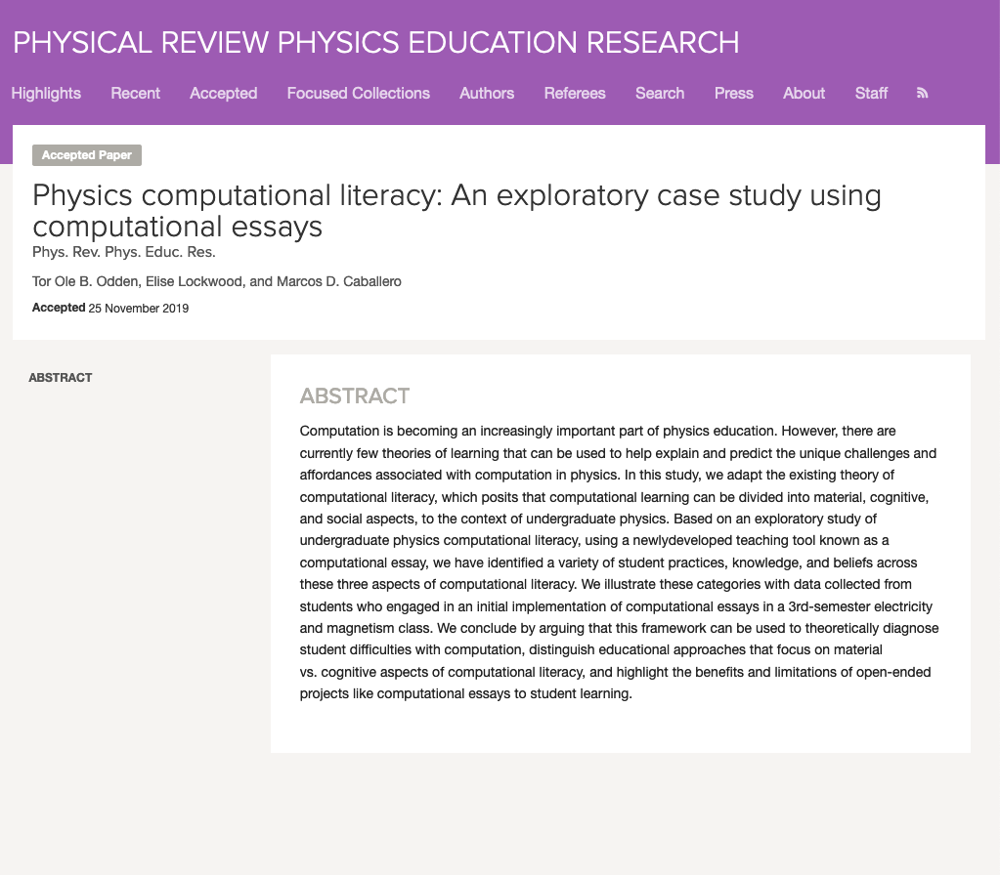 PHYSICAL REVIEW PHYSICS EDUCATION RESEARCH
Highlights Recent Accepted Focused Collections Authors Referees Search Press About Staff
Accepted Paper
Physics computational literacy: An exploratory case study using
computational essays
Phys. Rev. Phys. Educ. Res.
Tor Ole B. Odden, Elise Lockwood, and Marcos D. Caballero
Accepted 25 November 2019
ABSTRACT
ABSTRACT
Computation is becoming an increasingly important part of physics education. However, there are
currently few theories of learning that can be used to help explain and predict the unique challenges and
affordances associated with computation in physics. In this study, we adapt the existing theory of
computational literacy, which posits that computational learning can be divided into material, cognitive,
and social aspects, to the context of undergraduate physics. Based on an exploratory study of
undergraduate physics computational literacy, using a newlydeveloped teaching tool known as a
computational essay, we have identified a variety of student practices, knowledge, and beliefs across
these three aspects of computational literacy. We illustrate these categories with data collected from
students who engaged in an initial implementation of computational essays in a 3rd-semester electricity
and magnetism class. We conclude by arguing that this framework can be used to theoretically diagnose
student difficulties with computation, distinguish educational approaches that focus on material
vs. cognitive aspects of computational literacy, and highlight the benefits and limitations of open-ended
projects like computational essays to student learning.